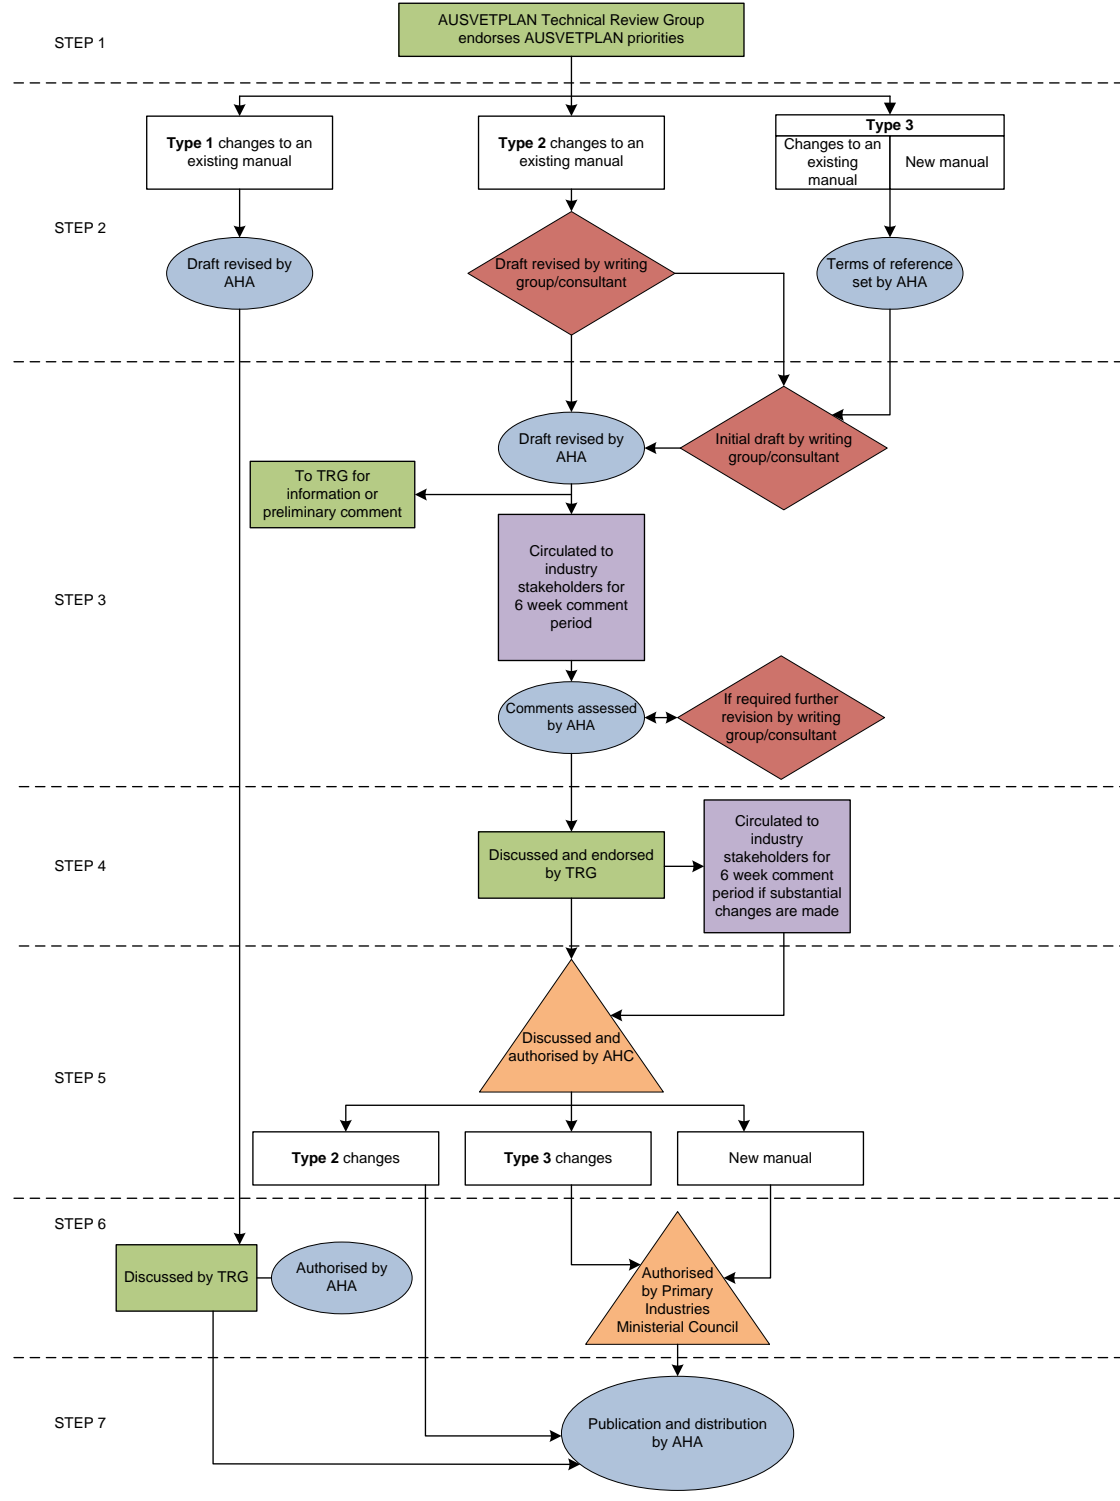 AUSVETPLAN Technical Review Group
endorses AUSVETPLAN priorities
STEP 1
Type 1 changes to an
existing manual
Type 2 changes to an
existing manual
Type 3
Changes to an
existing
manual
New manual
STEP 2
Draft revised by
AHA
Draft revised by writing
group/consultant
Terms of reference
set by AHA
Draft revised by
AHA
Initial draft by writing
group/consultant
To TRG for
information or
preliminary comment
STEP 3
Circulated to
industry
stakeholders for
6 week comment
period
Comments assessed
by AHA
If required further
revision by writing
group/consultant
STEP 4
Discussed and endorsed
by TRG
Circulated to
industry
stakeholders for
6 week comment
period if substantial
changes are made
STEP 5
Discussed and
authorised by AHC
Type 2 changes
Type 3 changes
New manual
STEP 6
Discussed by TRG
Authorised by
AHA
Authorised
by Primary
Industries
Ministerial Council
STEP 7
Publication and distribution
by AHA